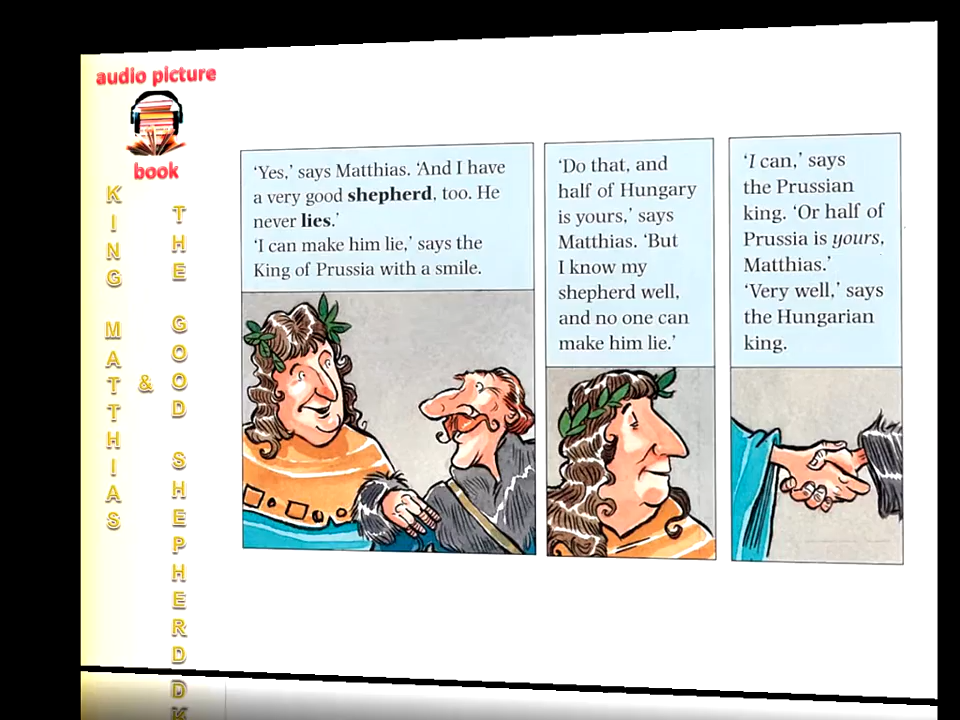 audio picture
book
KING MATTHIAS
&
THE GOOD SHEPHERD
‘Yes,’ says Matthias. ‘And I have
a very good shepherd, too. He
never lies.’
‘I can make him lie,’ says the
King of Prussia with a smile.
‘Do that, and
half of Hungary
is yours,’ says
Matthias. ‘But
I know my
shepherd well,
and no one can
make him lie.’
‘I can,’ says
the Prussian
king. ‘Or half of
Prussia is yours,
Matthias.’
‘Very well,’ says
the Hungarian
king.